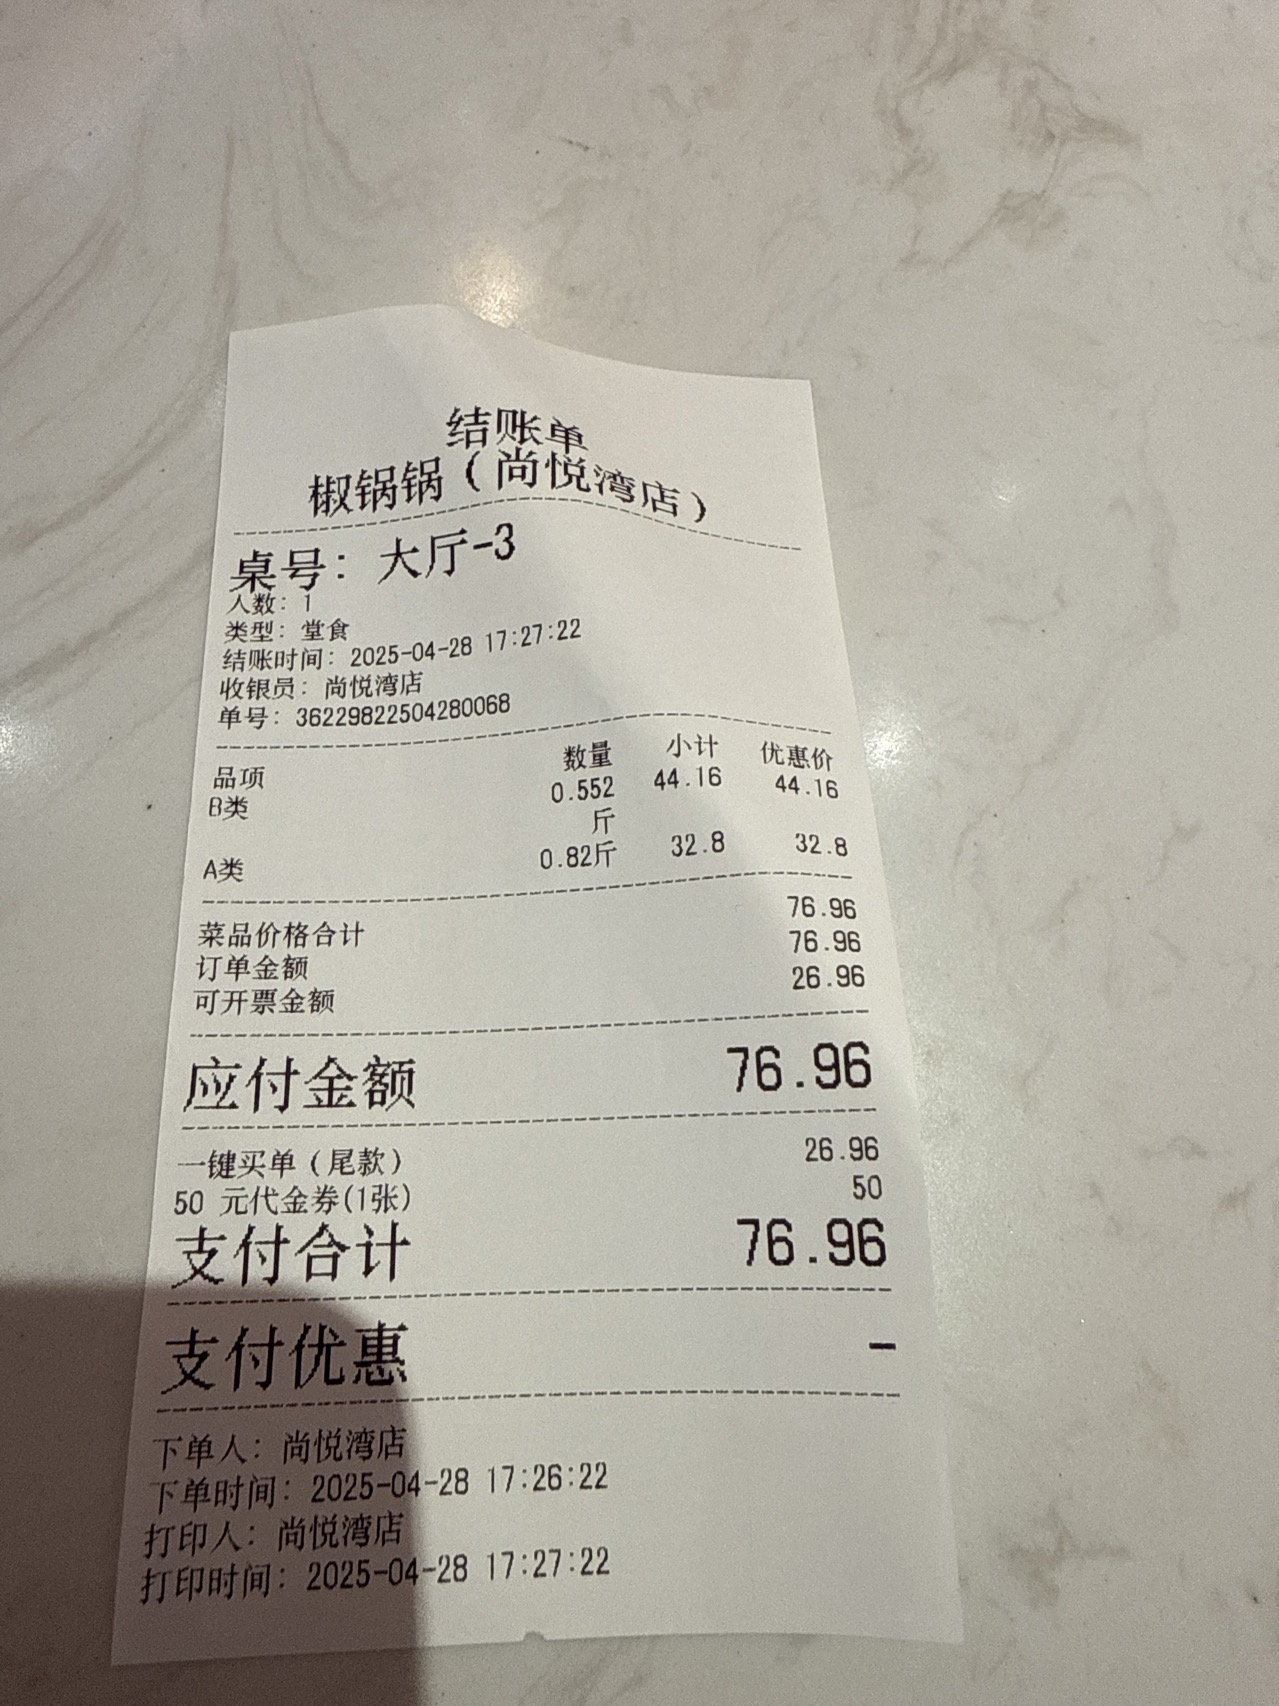 结账单
椒锅锅（尚悦湾店）
桌号：大厅-3
人数：1
类型：堂食
结账时间：2025-04-28 17:27:22
收银员：尚悦湾店
单号：36229822504280068
品项 数量 小计 优惠价
B类 0.552 44.16 44.16
斤
A类 0.82斤 32.8 32.8
菜品价格合计 76.96
订单金额 76.96
可开票金额 26.96
应付金额 76.96
一键买单（尾款） 26.96
50 元代金券(1张) 50
支付合计 76.96
支付优惠 -
下单人：尚悦湾店
下单时间：2025-04-28 17:26:22
打印人：尚悦湾店
打印时间：2025-04-28 17:27:22